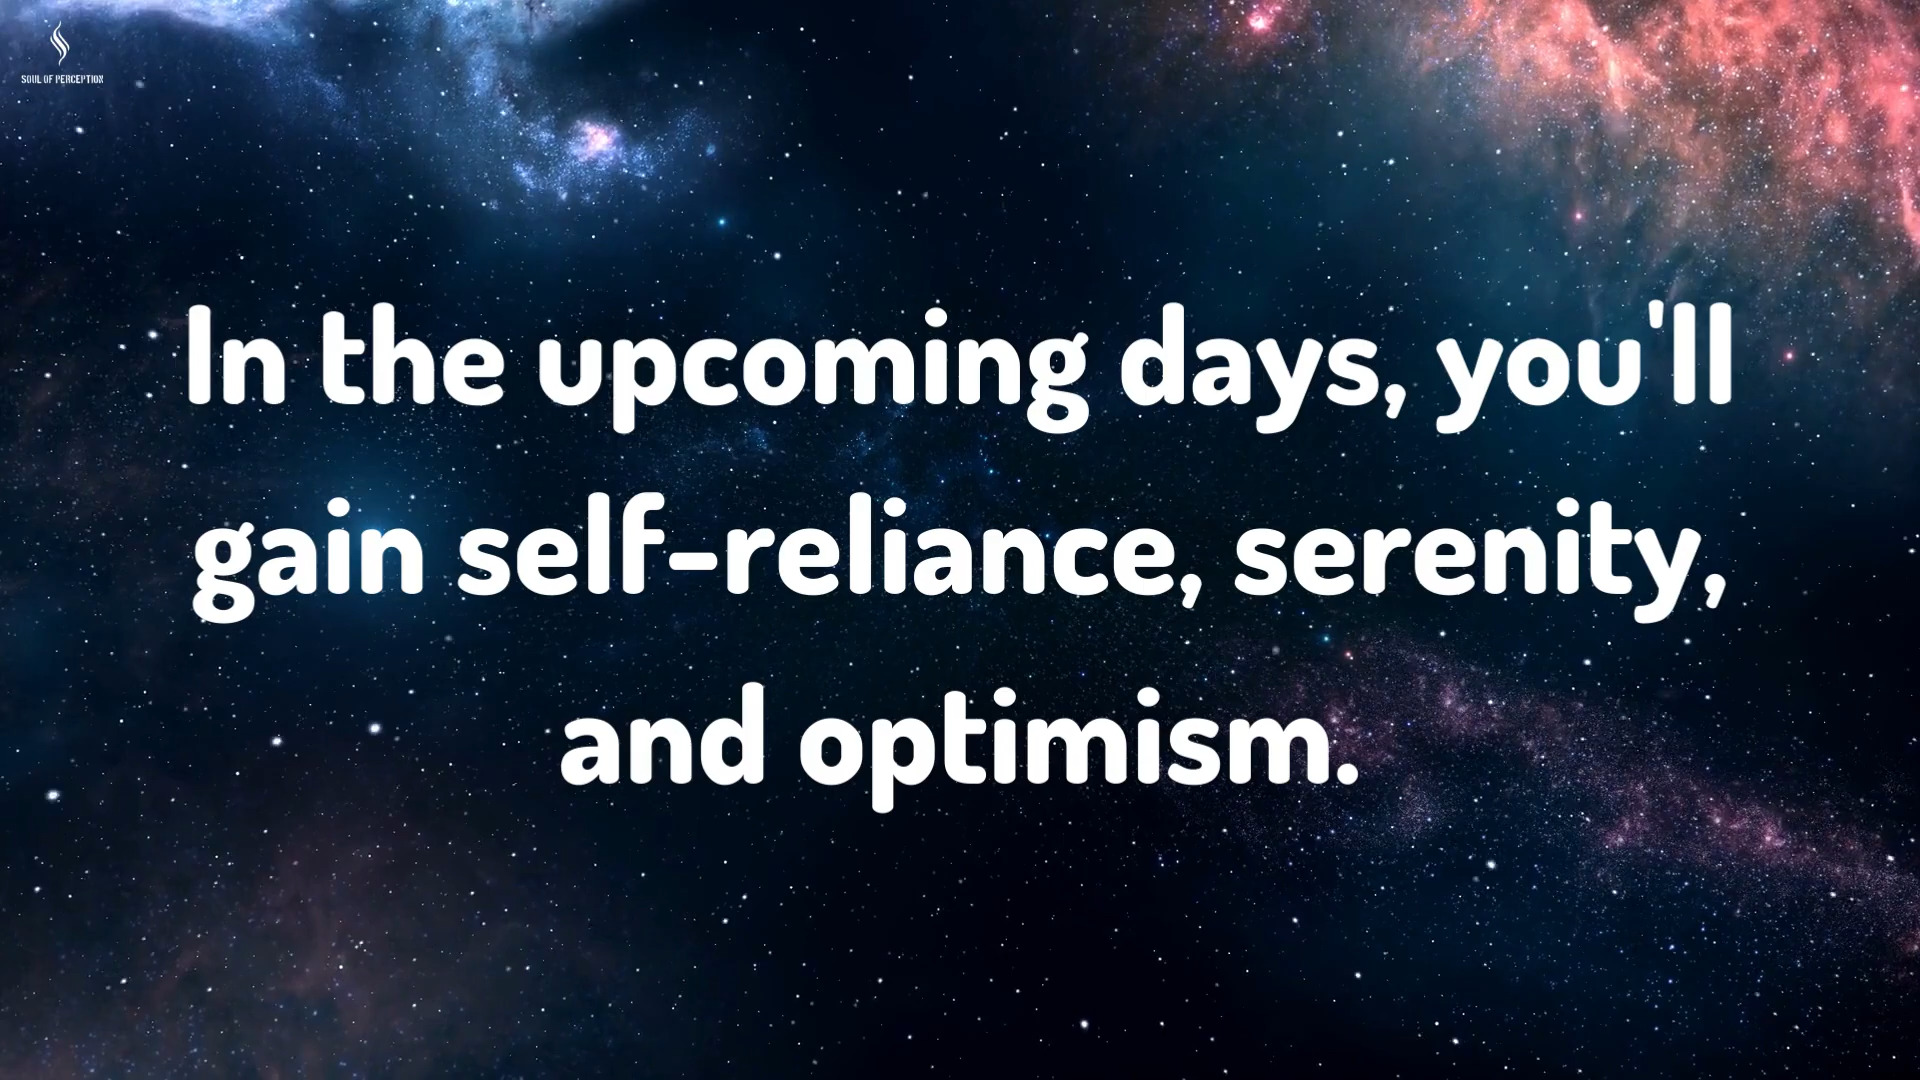 SOUL OF PERCEPTION
In the upcoming days, you'll
gain self-reliance, serenity,
and optimism.